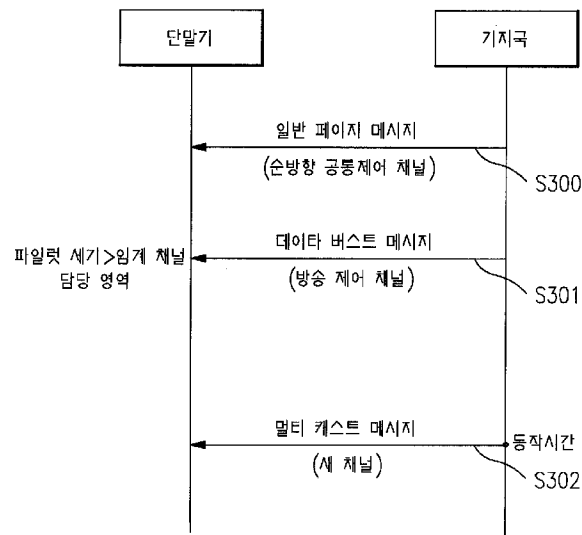 단말기
기지국
일반 페이지 메시지
(순방향 공통제어 채널)
S300
파일럿 세기>임계 채널
담당 영역
데이타 버스트 메시지
(방송 제어 채널)
S301
멀티 캐스트 메시지
(새 채널)
동작시간
S302